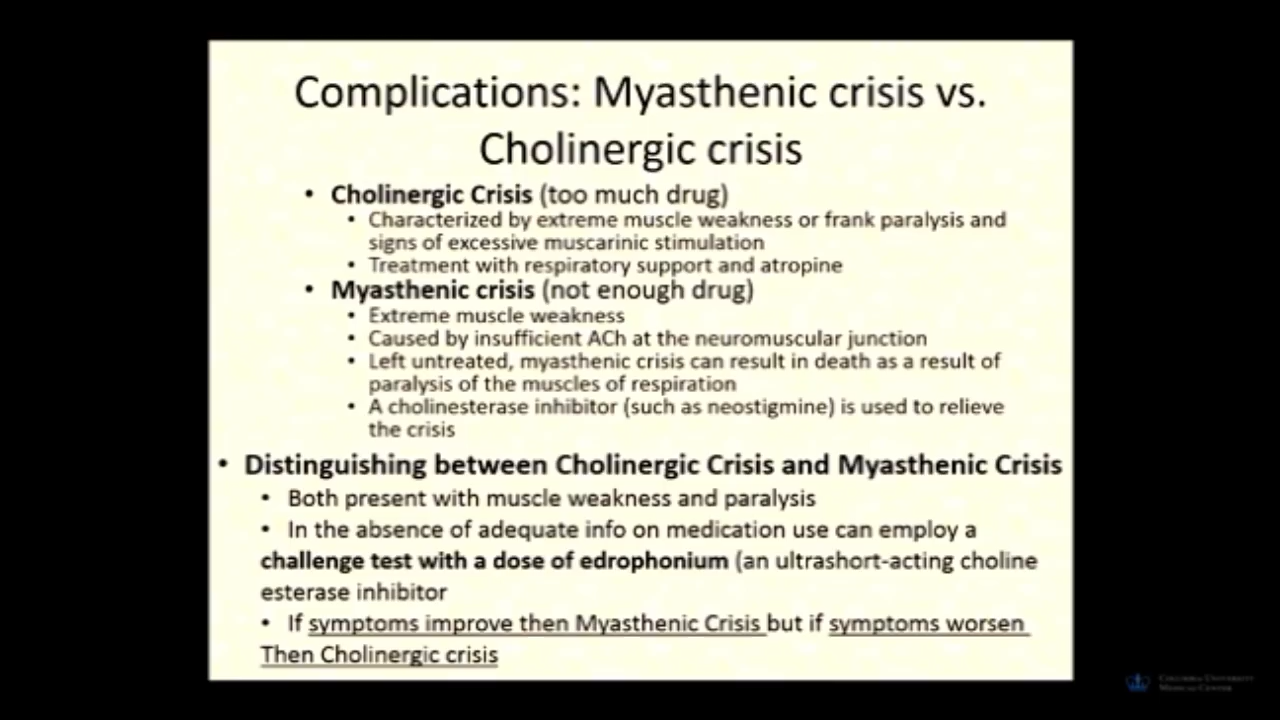 Complications: Myasthenic crisis vs.
Cholinergic crisis
• Cholinergic Crisis (too much drug)
• Characterized by extreme muscle weakness or frank paralysis and
signs of excessive muscarinic stimulation
• Treatment with respiratory support and atropine
• Myasthenic crisis (not enough drug)
• Extreme muscle weakness
• Caused by insufficient ACh at the neuromuscular junction
• Left untreated, myasthenic crisis can result in death as a result of
paralysis of the muscles of respiration
• A cholinesterase inhibitor (such as neostigmine) is used to relieve
the crisis
• Distinguishing between Cholinergic Crisis and Myasthenic Crisis
• Both present with muscle weakness and paralysis
• In the absence of adequate info on medication use can employ a
challenge test with a dose of edrophonium (an ultrashort-acting choline
esterase inhibitor
• If symptoms improve then Myasthenic Crisis but if symptoms worsen
Then Cholinergic crisis
Columbia University
Medical Center